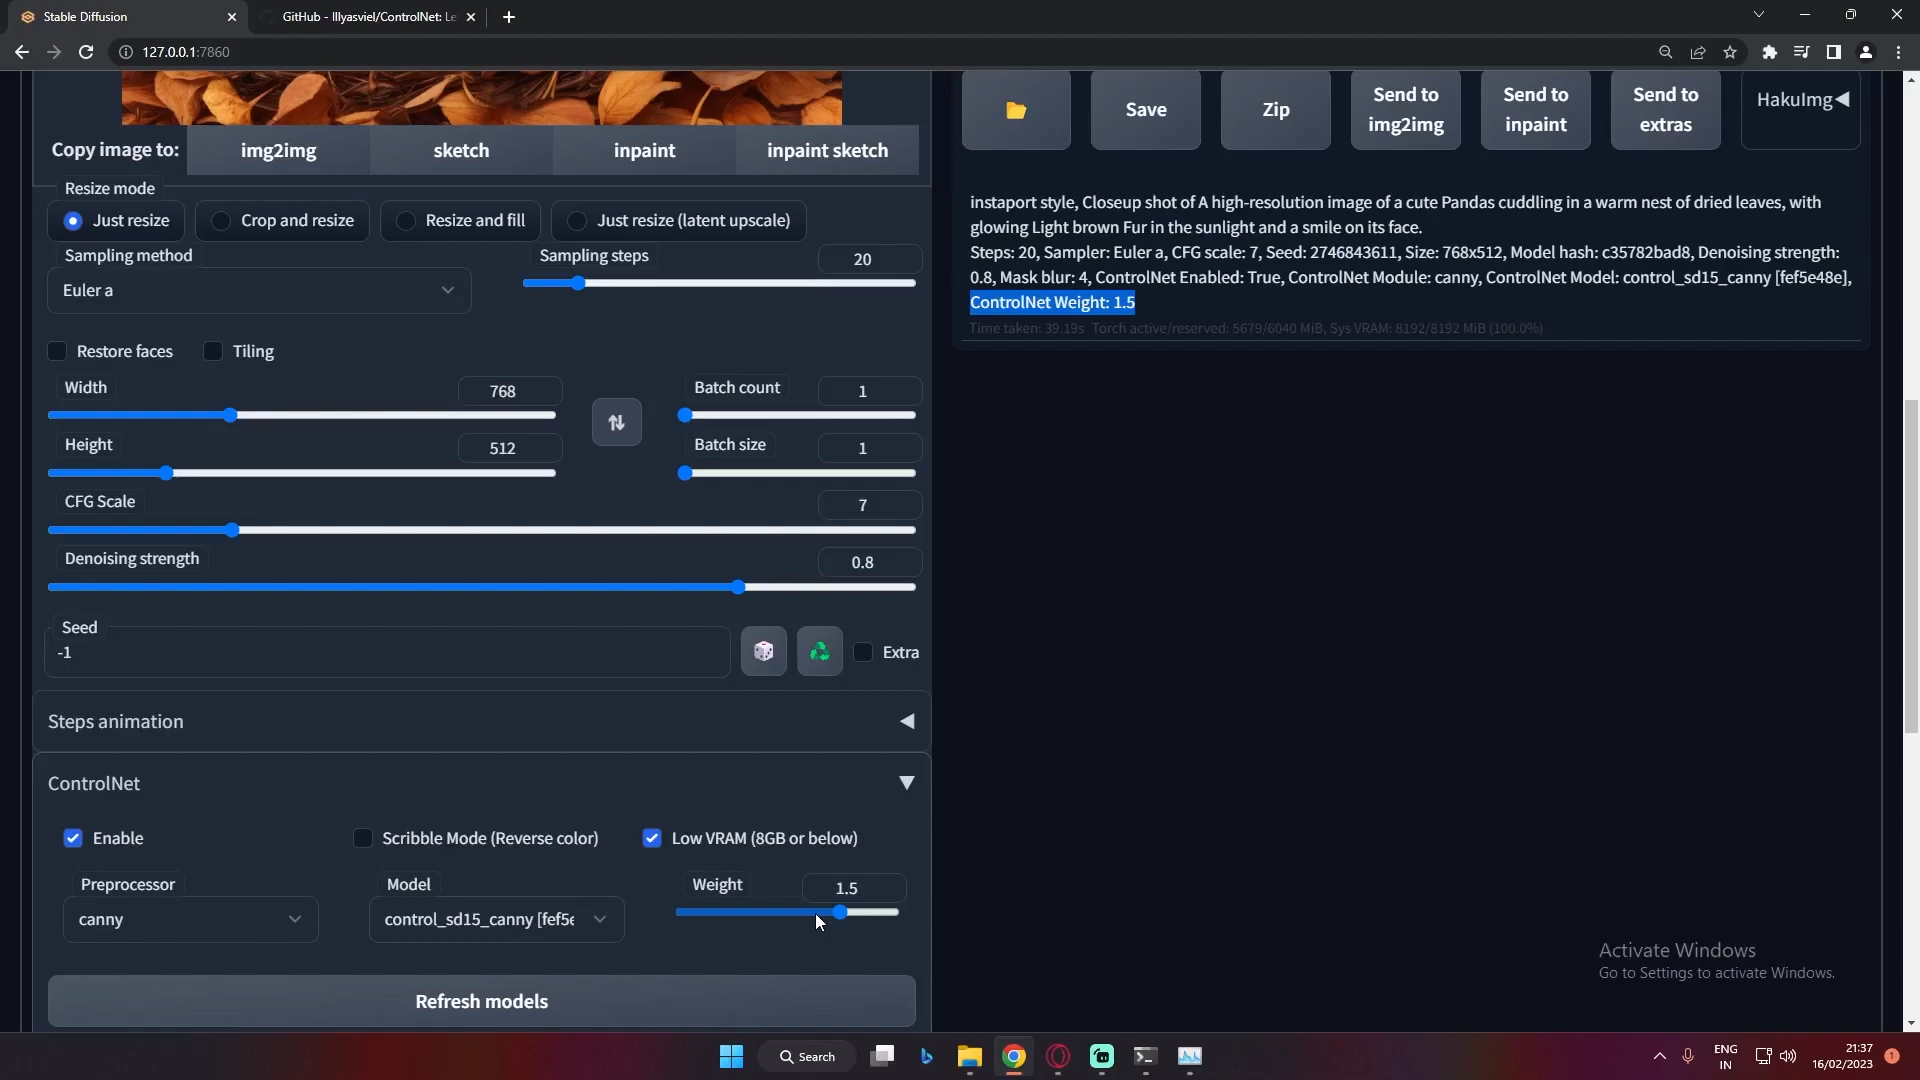 Stable Diffusion
GitHub - lllyasviel/ControlNet: Le
127.0.0.1:7860
Copy image to:
img2img
sketch
inpaint
inpaint sketch
Resize mode
Just resize
Crop and resize
Resize and fill
Just resize (latent upscale)
Sampling method
Euler a
Sampling steps
20
Restore faces
Tiling
Width
768
Batch count
1
Height
512
Batch size
1
CFG Scale
7
Denoising strength
0.8
Seed
-1
Extra
Steps animation
ControlNet
Enable
Scribble Mode (Reverse color)
Low VRAM (8GB or below)
Preprocessor
canny
Model
control_sd15_canny [fef5e
Weight
1.5
Refresh models
Save
Zip
Send to
img2img
Send to
inpaint
Send to
extras
HakuImg
instaport style, Closeup shot of A high-resolution image of a cute Pandas cuddling in a warm nest of dried leaves, with
glowing Light brown Fur in the sunlight and a smile on its face.
Steps: 20, Sampler: Euler a, CFG scale: 7, Seed: 2746843611, Size: 768x512, Model hash: c35782bad8, Denoising strength:
0.8, Mask blur: 4, ControlNet Enabled: True, ControlNet Module: canny, ControlNet Model: control_sd15_canny [fef5e48e],
ControlNet Weight: 1.5
Time taken: 39.19s Torch active/reserved: 5679/6040 MiB, Sys VRAM: 8192/8192 MiB (100.0%)
Activate Windows
Go to Settings to activate Windows.
Search
ENG
IN
21:37
16/02/2023
1